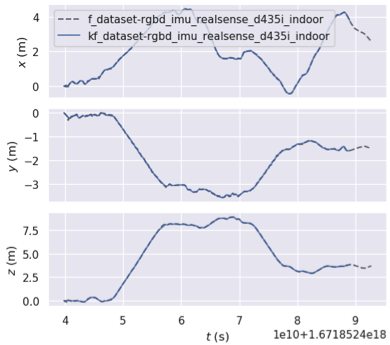 x (m)
4
2
0
f_dataset-rgbd_imu_realsense_d435i_indoor
kf_dataset-rgbd_imu_realsense_d435i_indoor
y (m)
0
−1
−2
−3
z (m)
7.5
5.0
2.5
0.0
4 5 6 7 8 9
t (s)
1e10+1.6718524e18